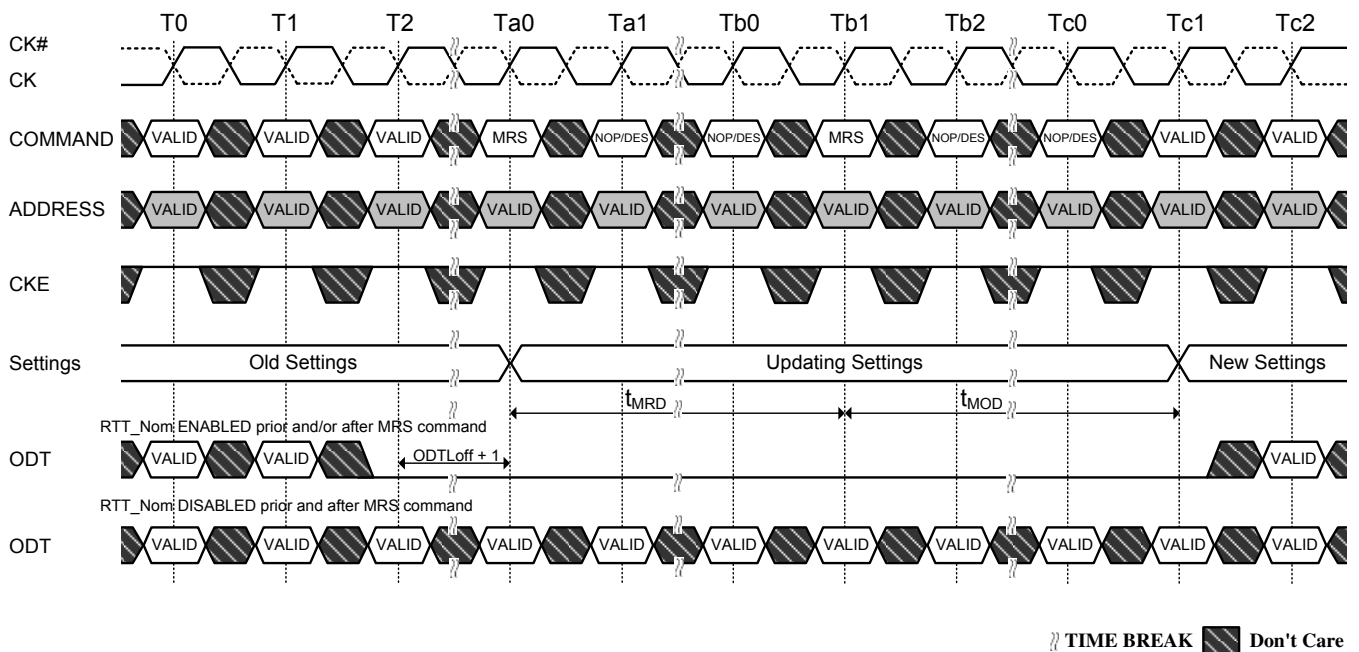 T0 T1 T2 Ta0 Ta1 Tb0 Tb1 Tb2 Tc0 Tc1 Tc2
CK#
CK
COMMAND VALID VALID VALID MRS NOP/DES NOP/DES MRS NOP/DES NOP/DES VALID VALID
ADDRESS VALID VALID VALID VALID VALID VALID VALID VALID VALID VALID VALID
CKE
Settings Old Settings Updating Settings New Settings
tMRD tMOD
RTT_Nom ENABLED prior and/or after MRS command
ODT VALID VALID ODTLoff + 1 VALID
RTT_Nom DISABLED prior and after MRS command
ODT VALID VALID VALID VALID VALID VALID VALID VALID VALID VALID VALID
TIME BREAK Don't Care